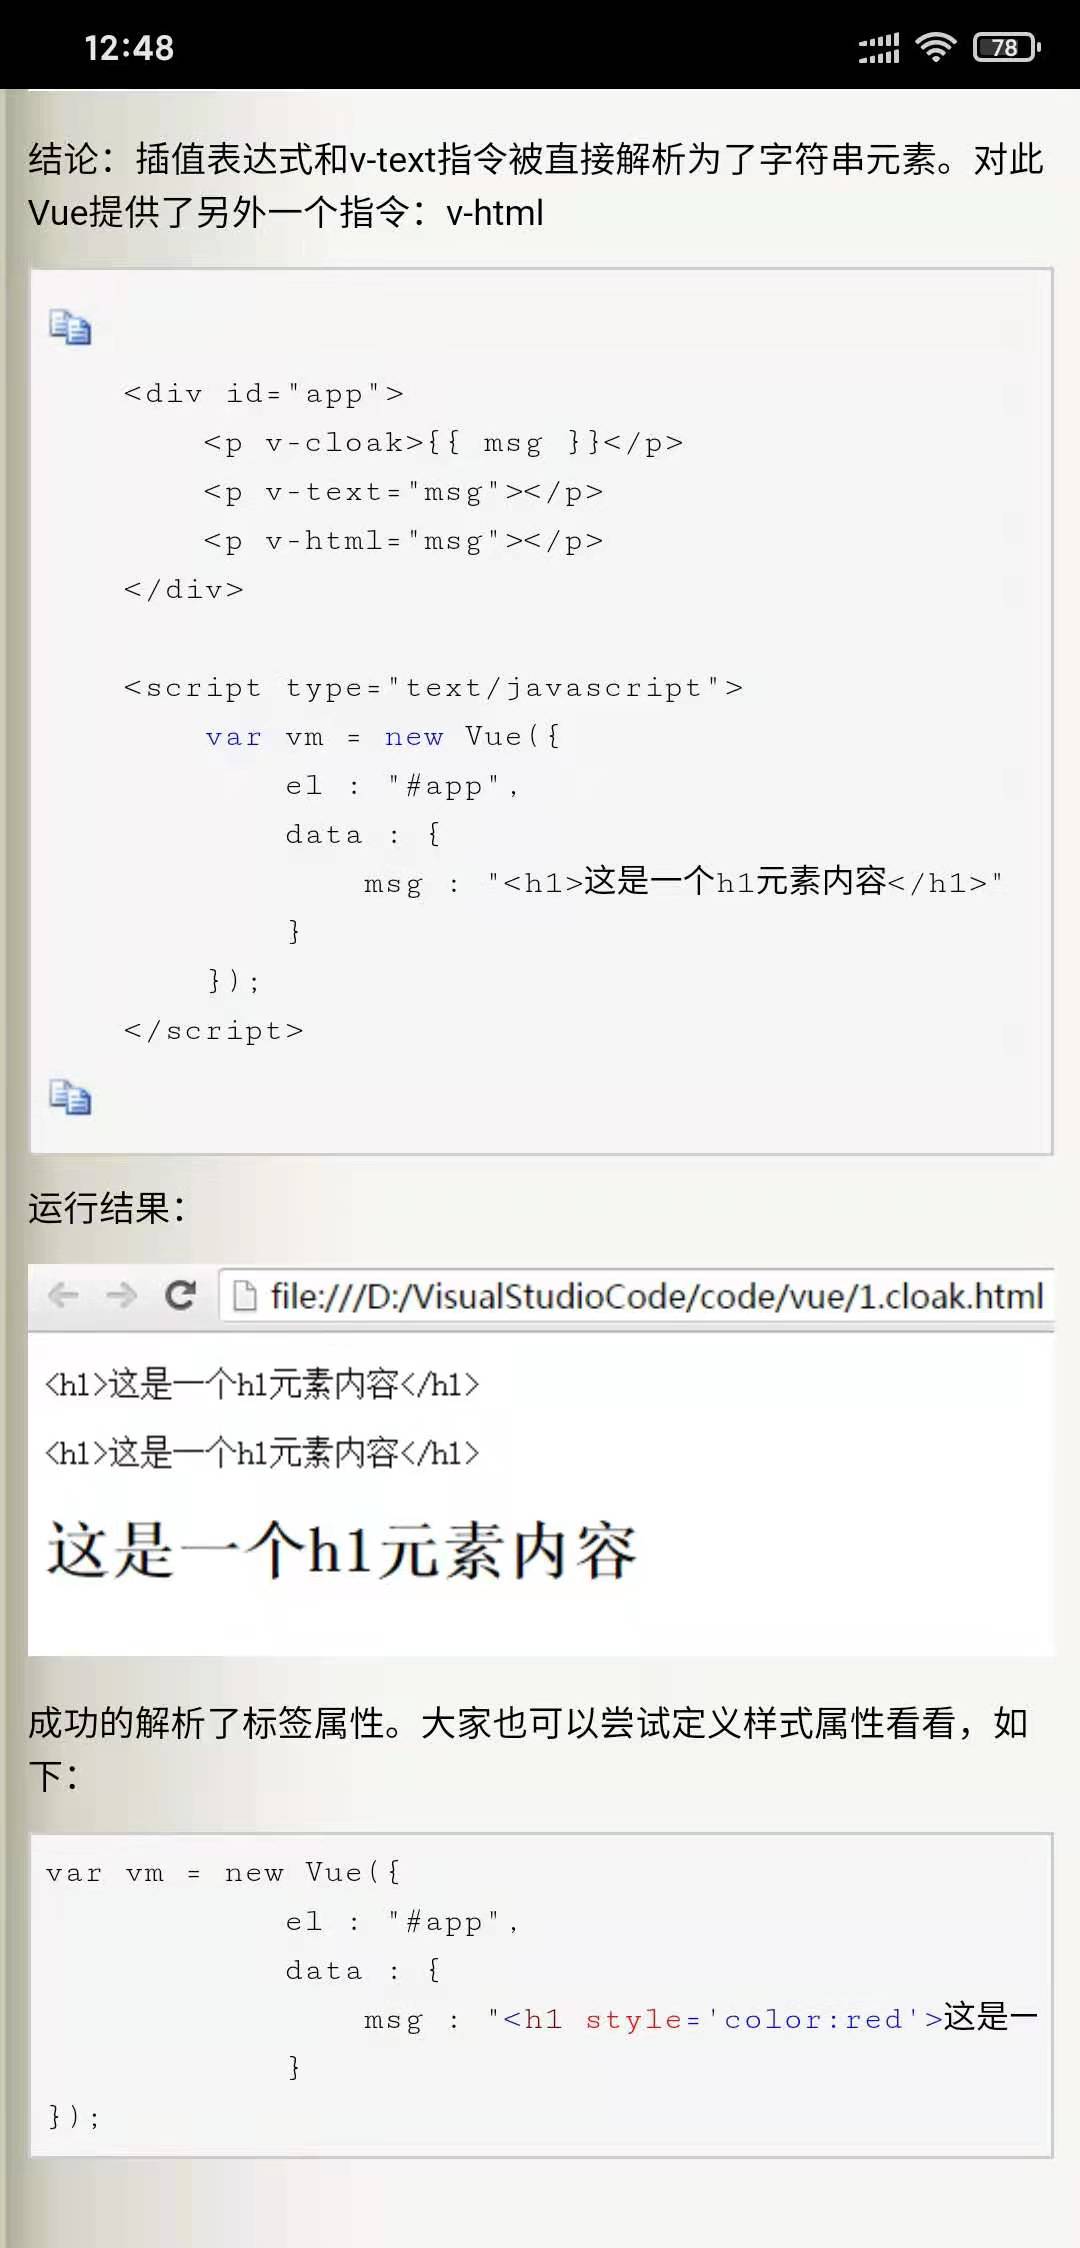 12:48
78
结论：插值表达式和v-text指令被直接解析为了字符串元素。对此
Vue提供了另外一个指令：v-html
<div id="app">
<p v-cloak>{{ msg }}</p>
<p v-text="msg"></p>
<p v-html="msg"></p>
</div>
<script type="text/javascript">
var vm = new Vue({
el : "#app",
data : {
msg : "<h1>这是一个h1元素内容</h1>"
}
});
</script>
运行结果：
file:///D:/VisualStudioCode/code/vue/1.cloak.html
<h1>这是一个h1元素内容</h1>
<h1>这是一个h1元素内容</h1>
这是一个h1元素内容
成功的解析了标签属性。大家也可以尝试定义样式属性看看，如
下：
var vm = new Vue({
el : "#app",
data : {
msg : "<h1 style='color:red'>这是一
}
});